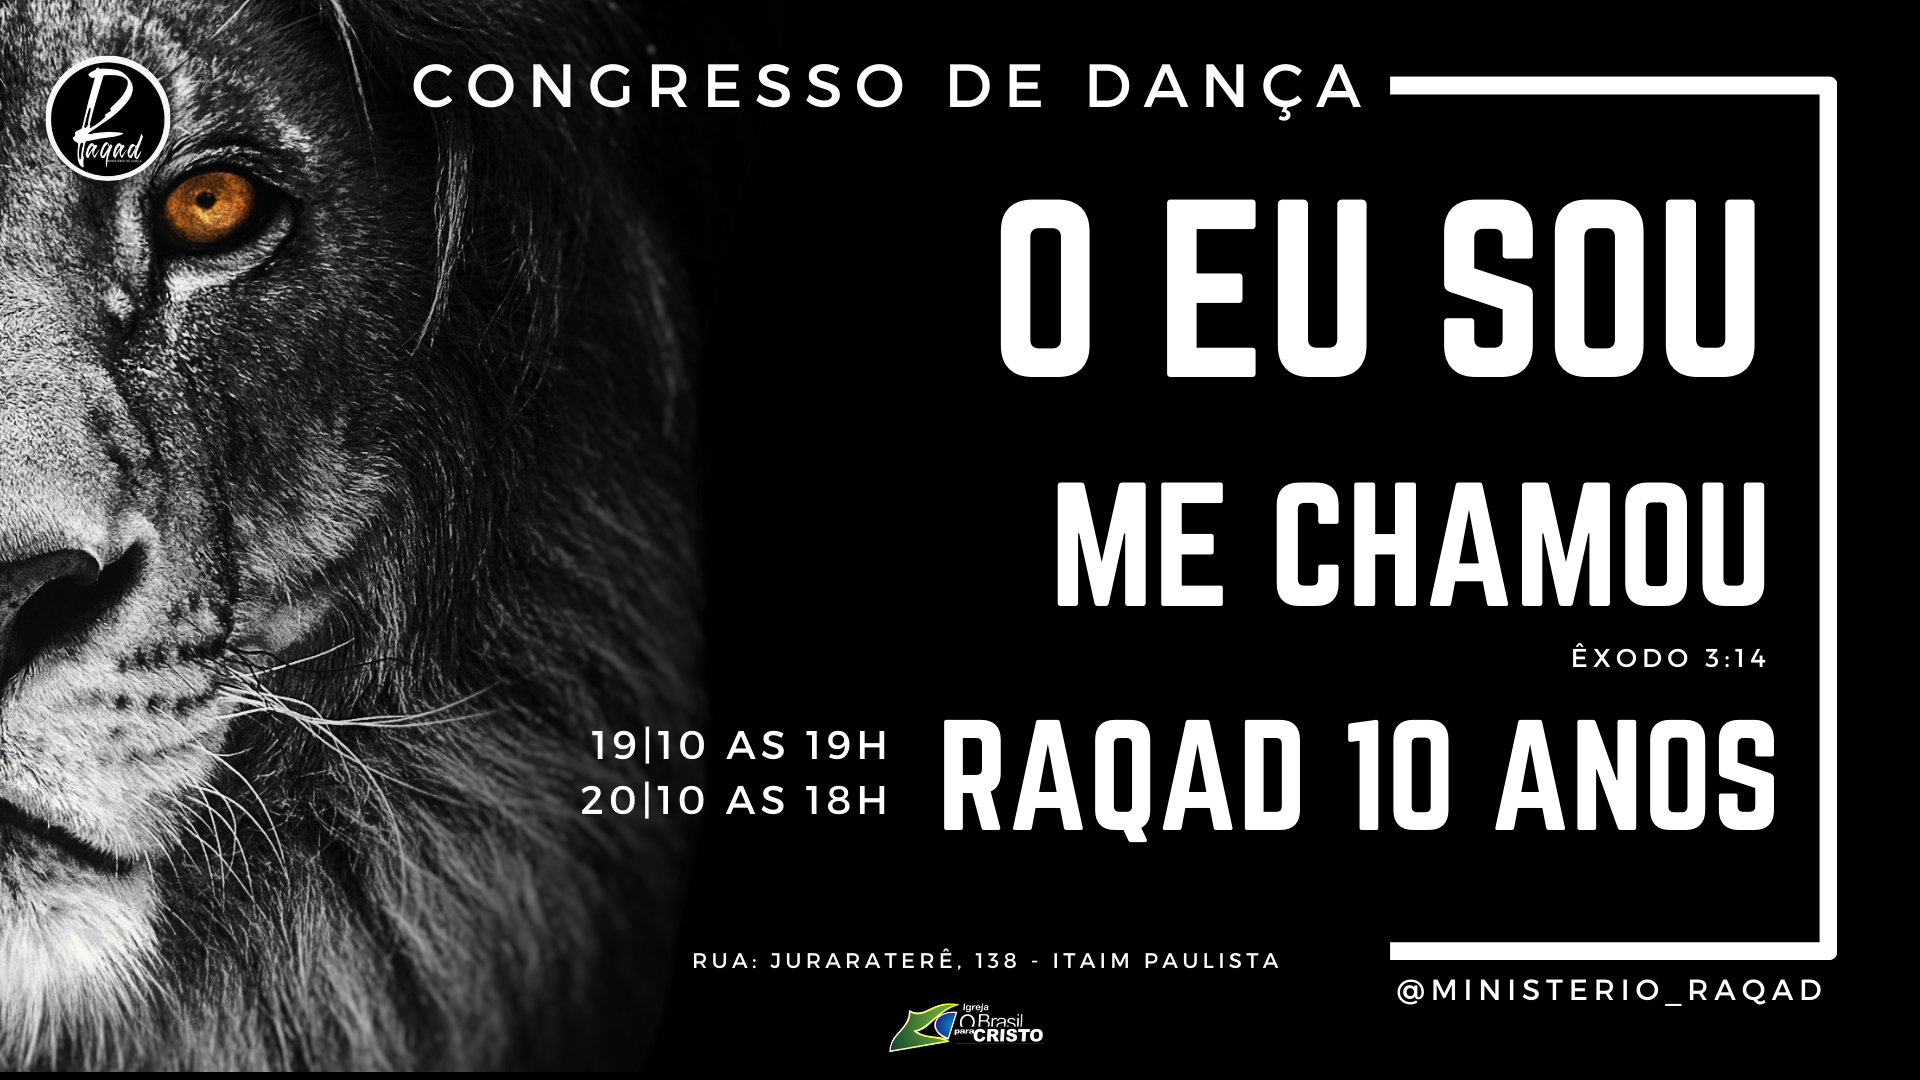 Raqad
CONGRESSO DE DANÇA
O EU SOU
ME CHAMOU
ÊXODO 3:14
19|10 AS 19H
20|10 AS 18H
RAQAD 10 ANOS
RUA: JURARATERÊ, 138 - ITAIM PAULISTA
@MINISTERIO_RAQAD
Igreja
O Brasil
para CRISTO